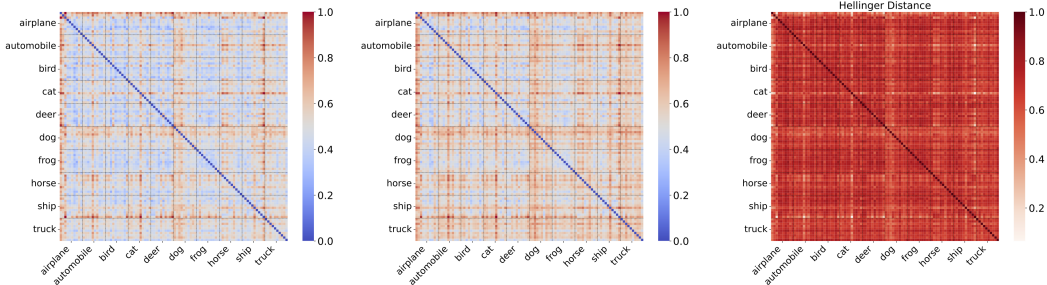 Hellinger Distance
airplane
automobile
bird
cat
deer
dog
frog
horse
ship
truck
airplane
automobile
bird
cat
deer
dog
frog
horse
ship
truck
1.0
0.8
0.6
0.4
0.2
0.0
airplane
automobile
bird
cat
deer
dog
frog
horse
ship
truck
airplane
automobile
bird
cat
deer
dog
frog
horse
ship
truck
1.0
0.8
0.6
0.4
0.2
0.0
airplane
automobile
bird
cat
deer
dog
frog
horse
ship
truck
airplane
automobile
bird
cat
deer
dog
frog
horse
ship
truck
1.0
0.8
0.6
0.4
0.2